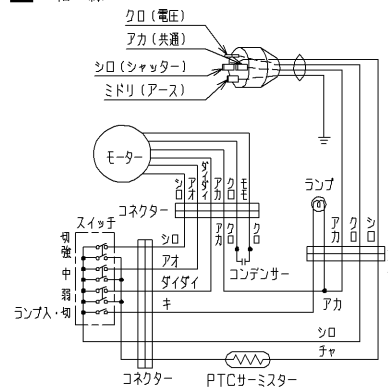 クロ(電圧)
アカ(共通)
シロ(シャッター)
ミドリ(アース)
モーター
シロ
アオ
ダイダイ
アカ
クロ
モモ
ランプ
コネクター
アカ
クロ
クロ
コンデンサー
アカ
クロ
シロ
スイッチ
切
強
中
弱
ランプ入・切
シロ
アオ
ダイダイ
キ
アカ
シロ
チャ
コネクター
PTCサーミスター